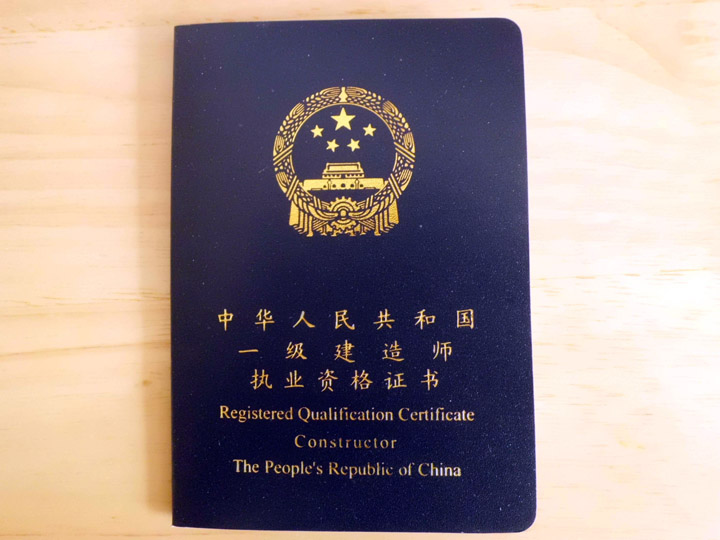 中华人民共和国
一级建造师
执业资格证书
Registered Qualification Certificate
Constructor
The People's Republic of China